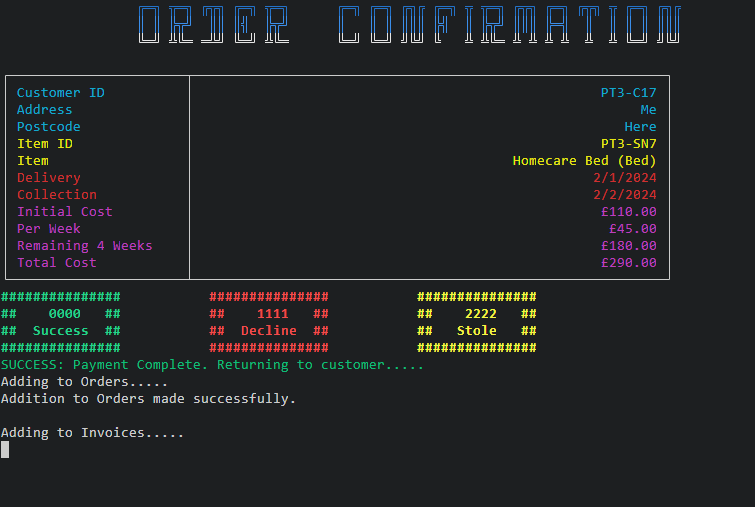 ORDER CONFIRMATION
Customer ID PT3-C17
Address Me
Postcode Here
Item ID PT3-SN7
Item Homecare Bed (Bed)
Delivery 2/1/2024
Collection 2/2/2024
Initial Cost £110.00
Per Week £45.00
Remaining 4 Weeks £180.00
Total Cost £290.00
############### ############### ###############
## 0000 ## ## 1111 ## ## 2222 ##
## Success ## ## Decline ## ## Stole ##
############### ############### ###############
SUCCESS: Payment Complete. Returning to customer.....
Adding to Orders.....
Addition to Orders made successfully.
Adding to Invoices.....